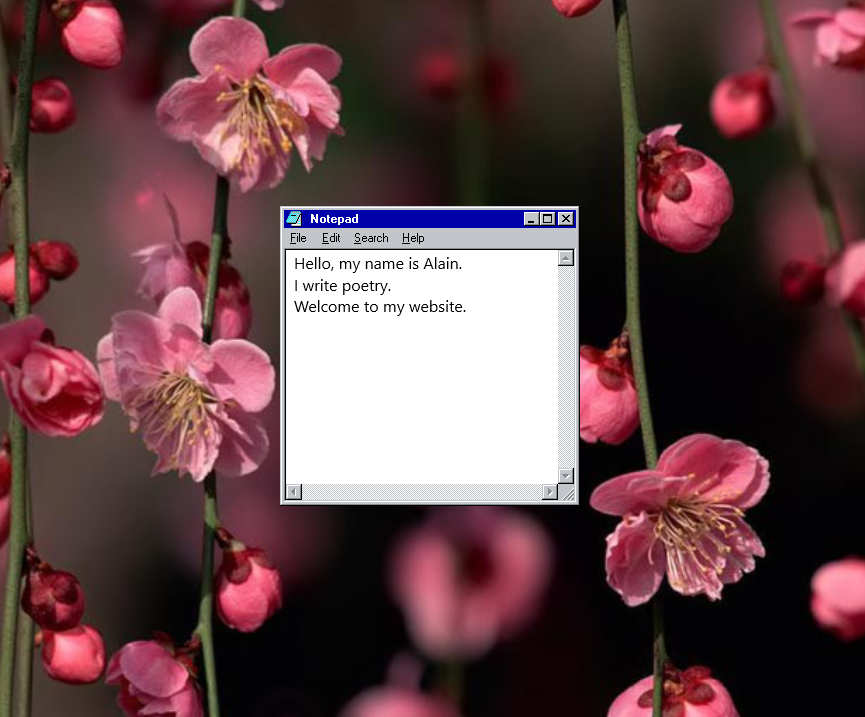 Notepad
File Edit Search Help
Hello, my name is Alain.
I write poetry.
Welcome to my website.